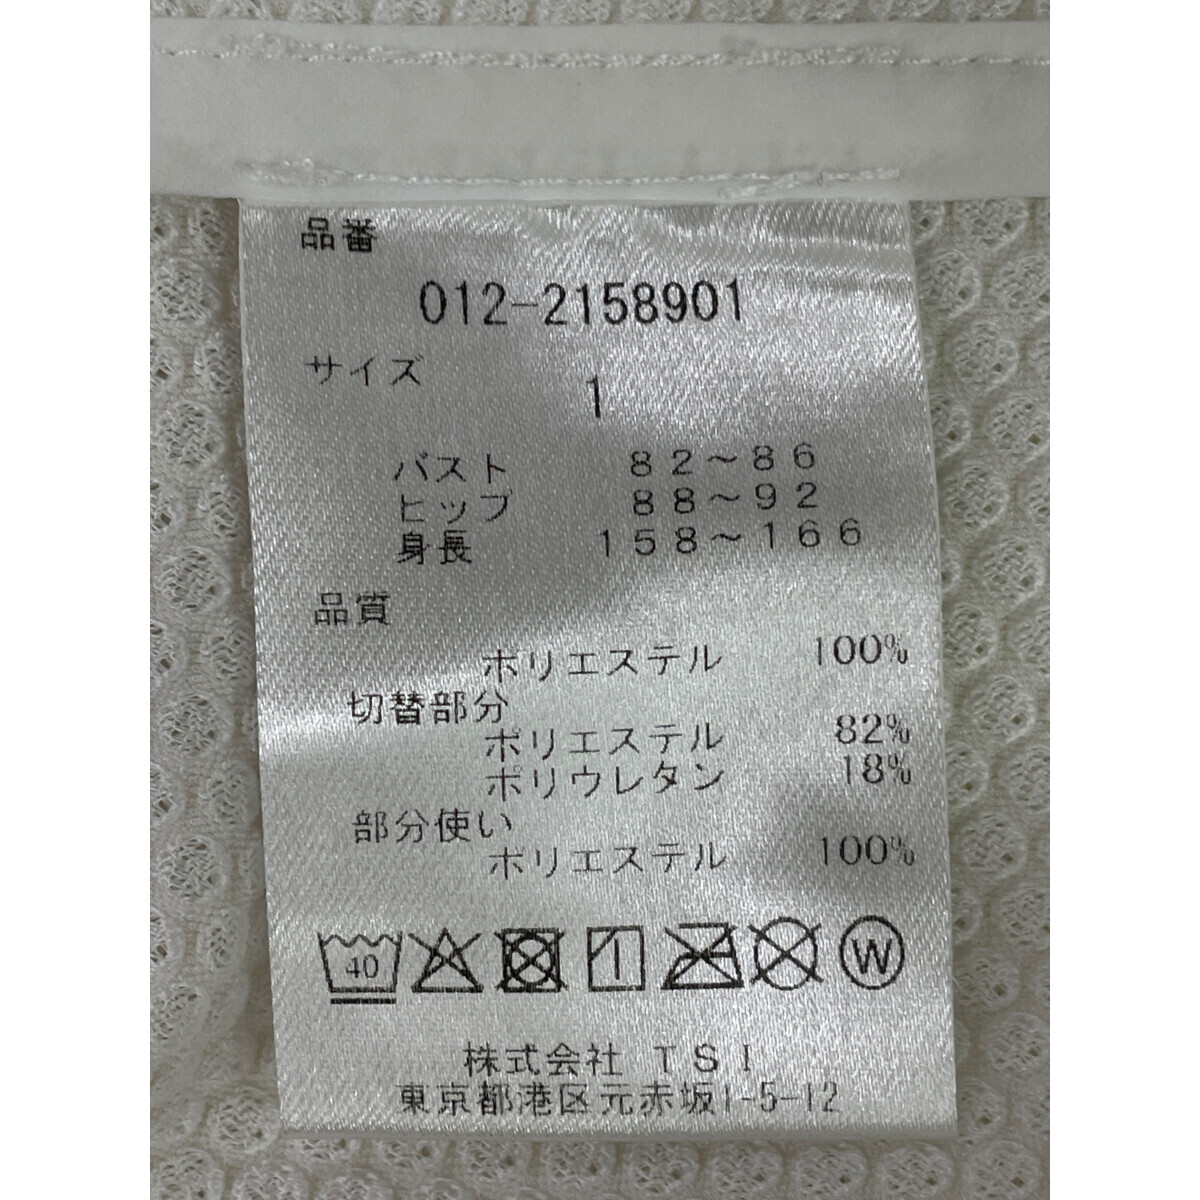 品番
012-2158901
サイズ
1
バスト 82～86
ヒップ 88～92
身長 158～166
品質
ポリエステル 100%
切替部分
ポリエステル 82%
ポリウレタン 18%
部分使い
ポリエステル 100%
40 W
株式会社 TSI
東京都港区元赤坂1-5-12